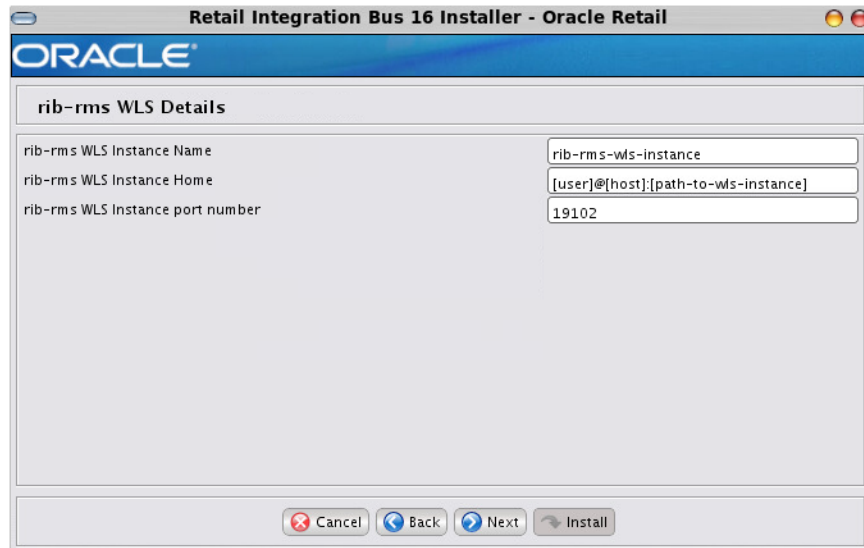 Retail Integration Bus 16 Installer - Oracle Retail
ORACLE®
rib-rms WLS Details
rib-rms WLS Instance Name
rib-rms-wls-instance
rib-rms WLS Instance Home
[user]@[host]:[path-to-wls-instance]
rib-rms WLS Instance port number
19102
Cancel Back Next Install